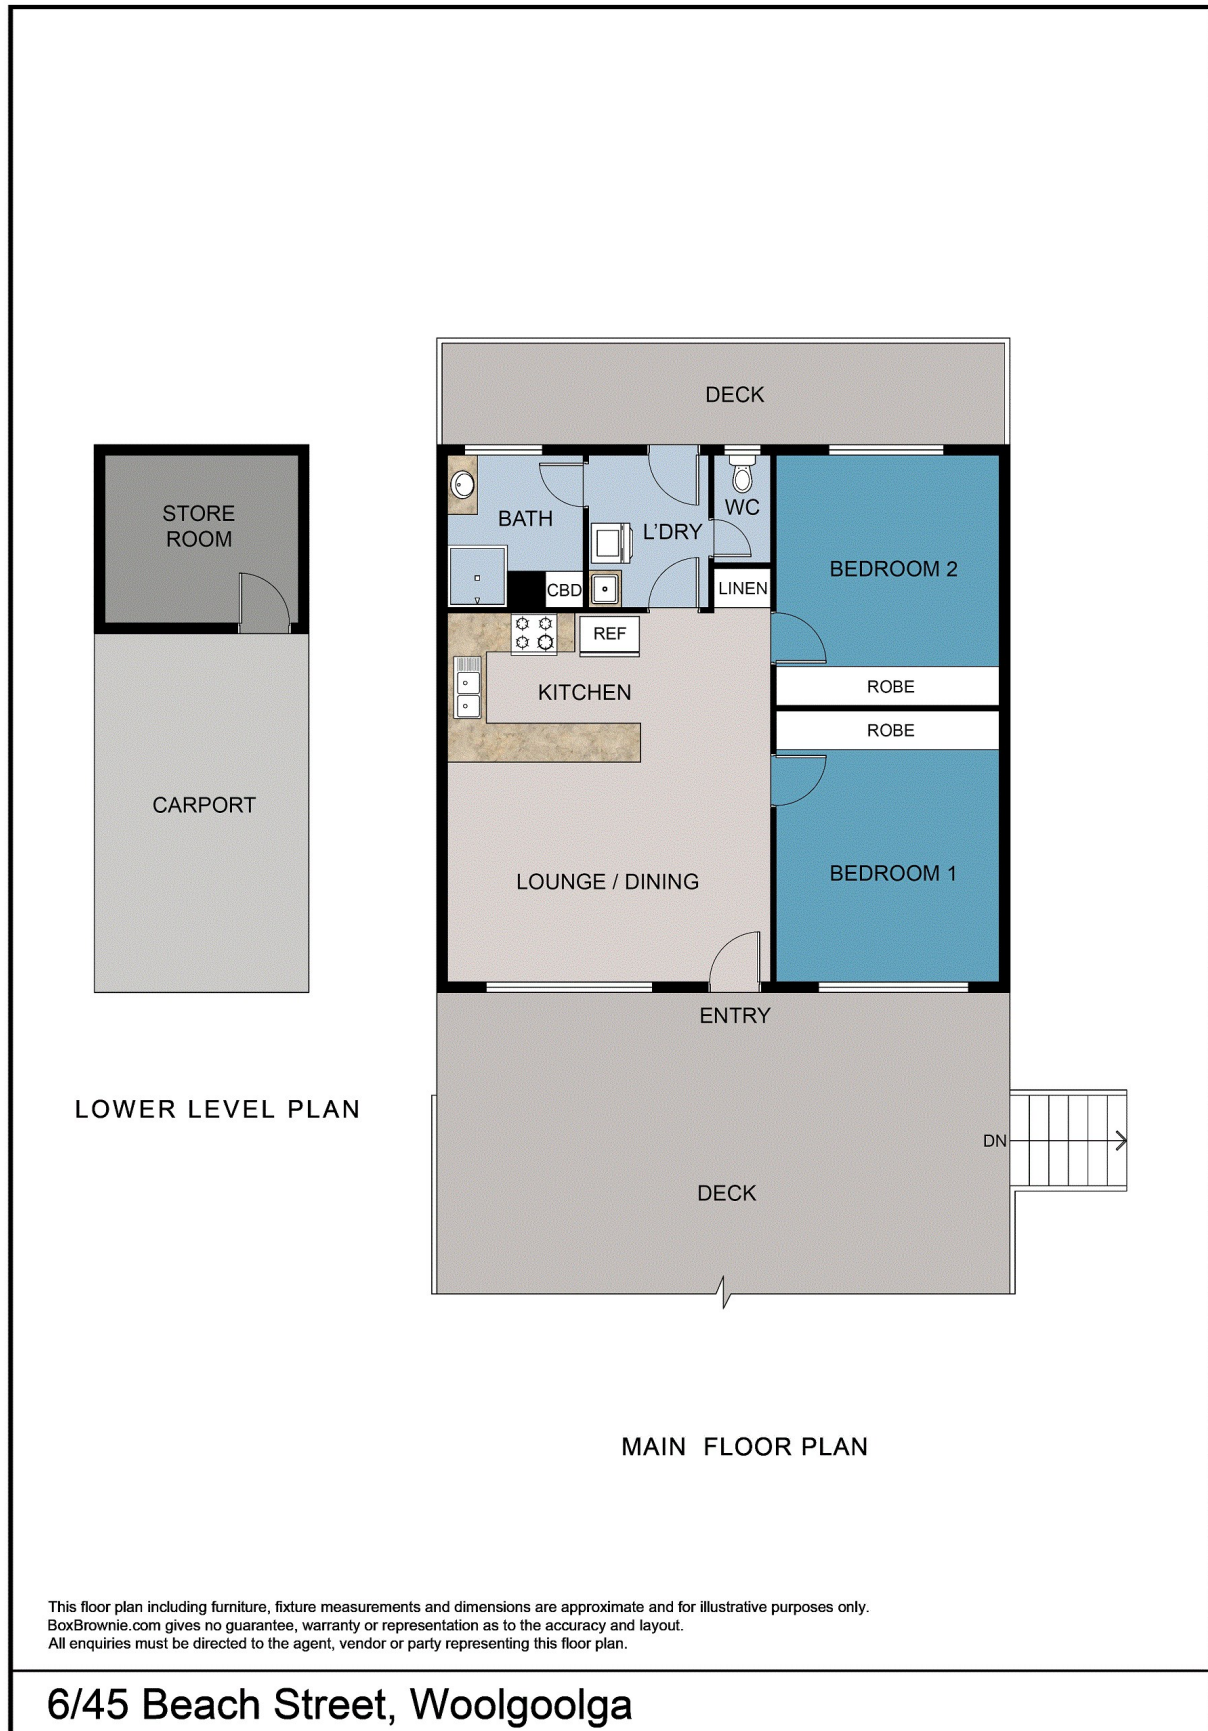 DECK
STORE
ROOM
BATH
L'DRY
WC
CBD
LINEN
BEDROOM 2
REF
KITCHEN
ROBE
ROBE
CARPORT
LOUNGE / DINING
BEDROOM 1
ENTRY
LOWER LEVEL PLAN
DN
DECK
MAIN FLOOR PLAN
This floor plan including furniture, fixture measurements and dimensions are approximate and for illustrative purposes only.
BoxBrownie.com gives no guarantee, warranty or representation as to the accuracy and layout.
All enquiries must be directed to the agent, vendor or party representing this floor plan.
6/45 Beach Street, Woolgoolga